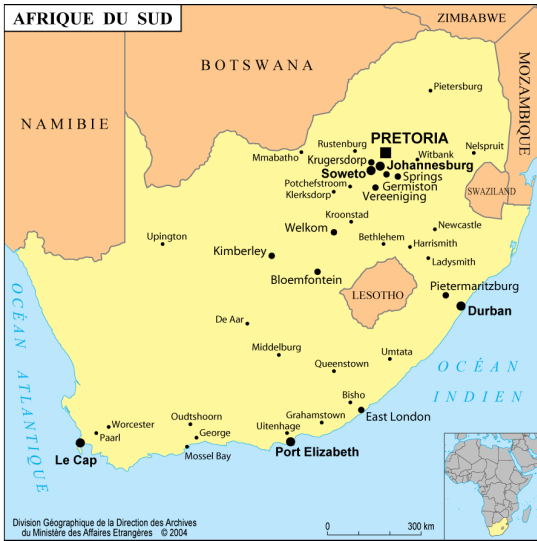 AFRIQUE DU SUD
ZIMBABWE
BOTSWANA
MOZAMBIQUE
NAMIBIE
Pietersburg
PRETORIA
Rustenburg
Mmabatho
Krugersdorp
Johannesburg
Witbank
Nelspruit
Soweto
Springs
Potchefstroom
Germiston
Klerksdorp
Vereeniging
SWAZILAND
Kroonstad
Welkom
Newcastle
Upington
Bethlehem
Harrismith
Kimberley
Ladysmith
Bloemfontein
LESOTHO
Pietermaritzburg
Durban
De Aar
Middelburg
Umtata
Queenstown
OCÉAN
INDIEN
OCÉAN ATLANTIQUE
Bisho
East London
Grahamstown
Uitenhage
Port Elizabeth
Oudtshoorn
George
Mossel Bay
Worcester
Paarl
Le Cap
Division Géographique de la Direction des Archives
du Ministère des Affaires Etrangères © 2004
0 300 km